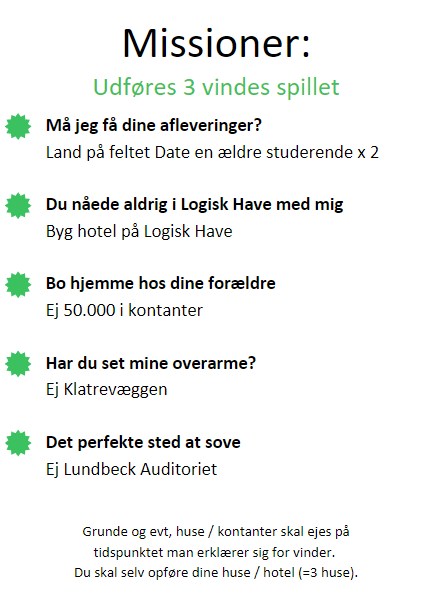 Missioner:
Udføres 3 vindes spillet
Må jeg få dine afleveringer?
Land på feltet Date en ældre studerende x 2
Du nåede aldrig i Logisk Have med mig
Byg hotel på Logisk Have
Bo hjemme hos dine forældre
Ej 50.000 i kontanter
Har du set mine overarme?
Ej Klatrevæggen
Det perfekte sted at sove
Ej Lundbeck Auditoriet
Grunde og evt, huse / kontanter skal ejes på
tidspunktet man erklærer sig for vinder.
Du skal selv opføre dine huse / hotel (=3 huse).